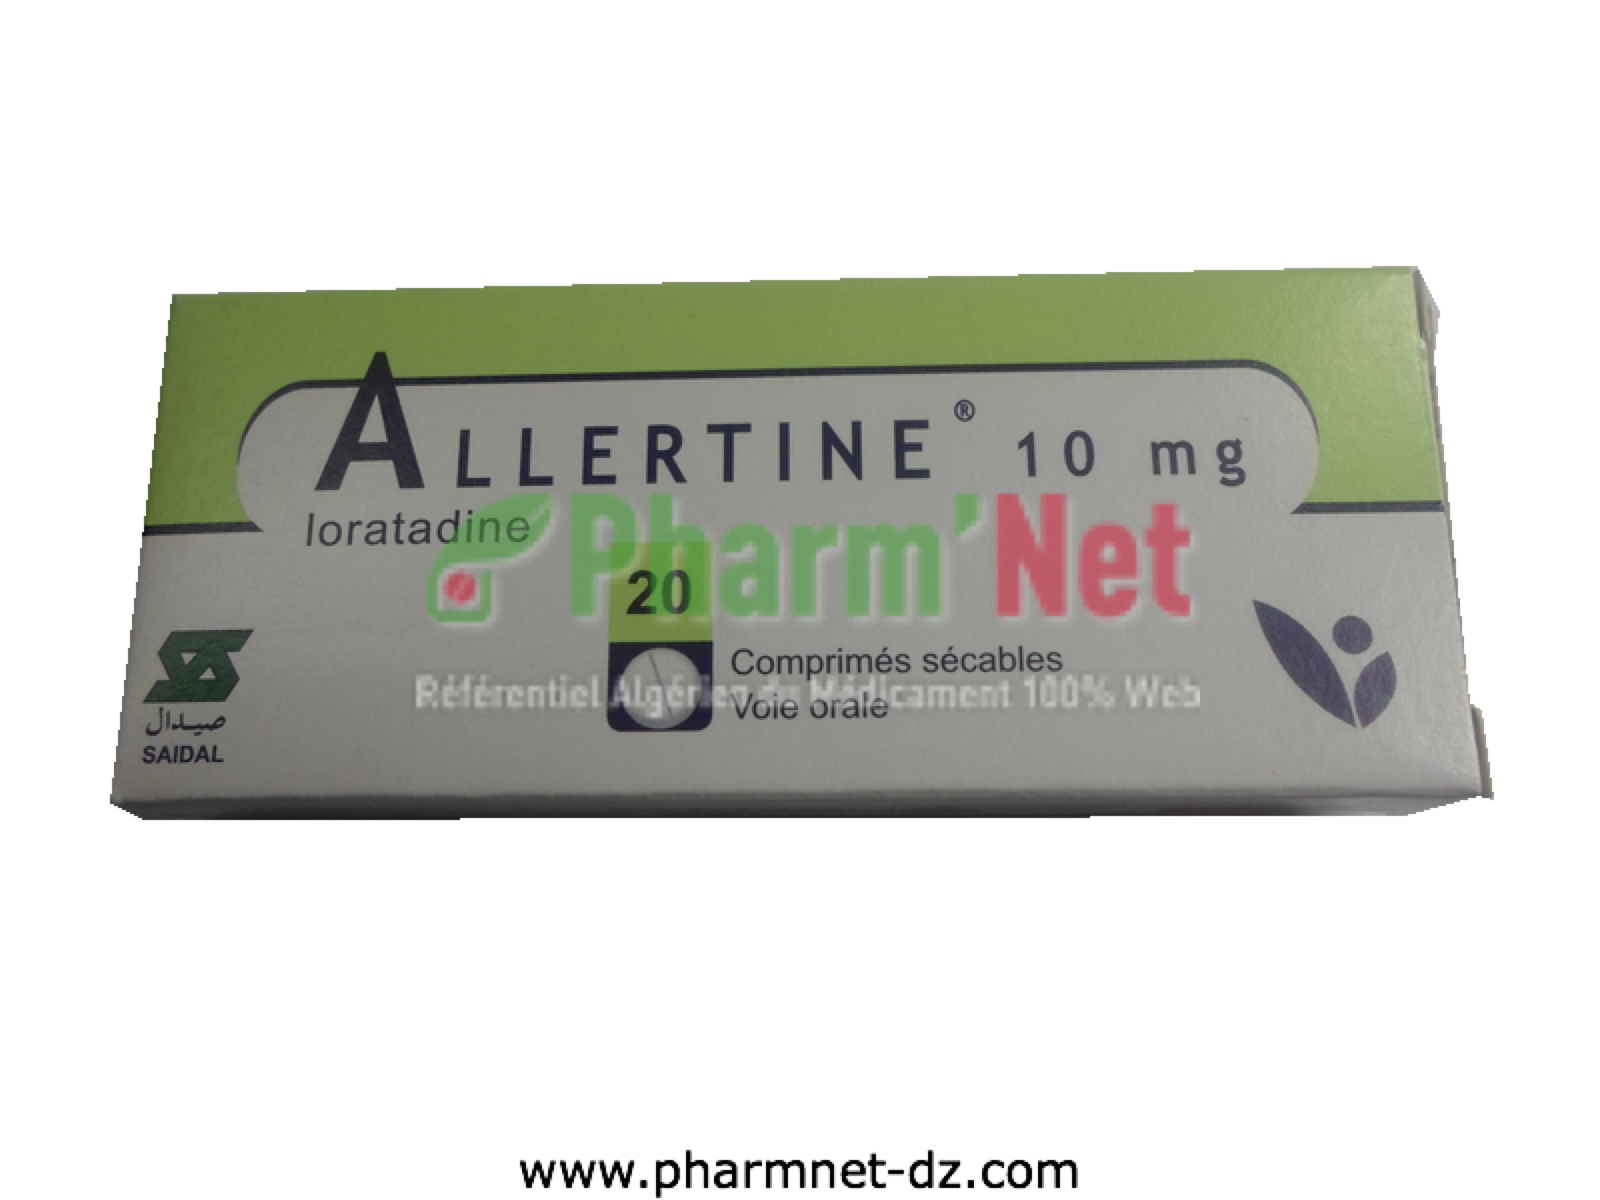 ALLERTINE® 10 mg
loratadine
Pharm'Net
20
Comprimés sécables
Référentiel Algérien du Médicament 100% Web
Voie orale
صيدال
SAIDAL
www.pharmnet-dz.com